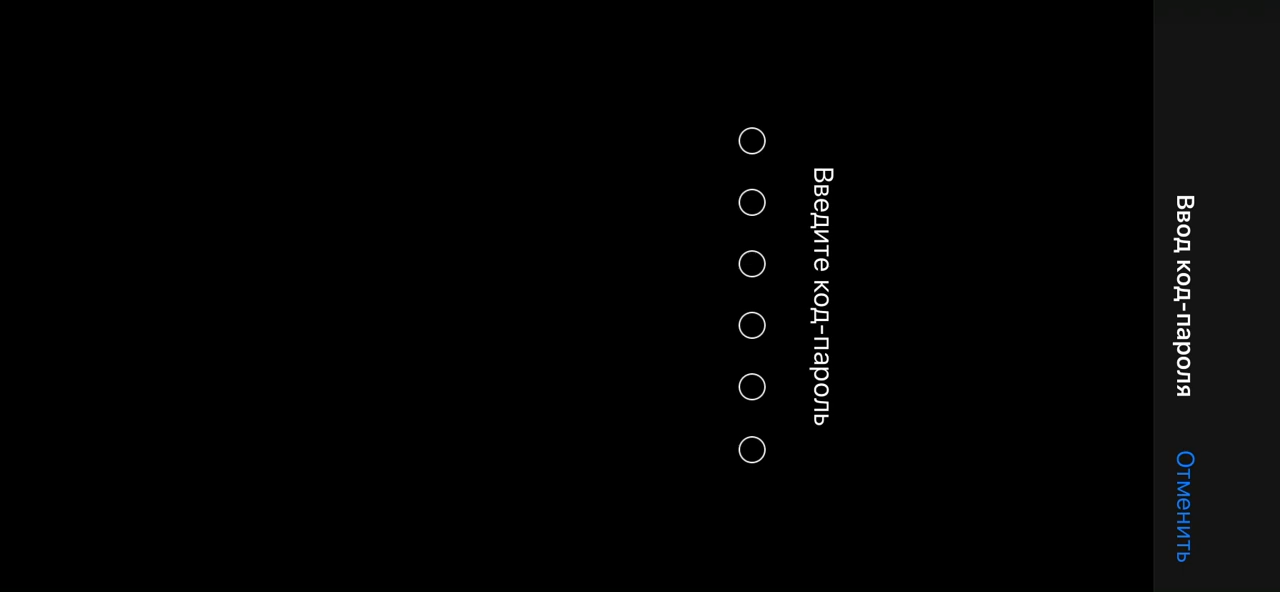 Ввод код-пароля
Отменить
Введите код-пароль